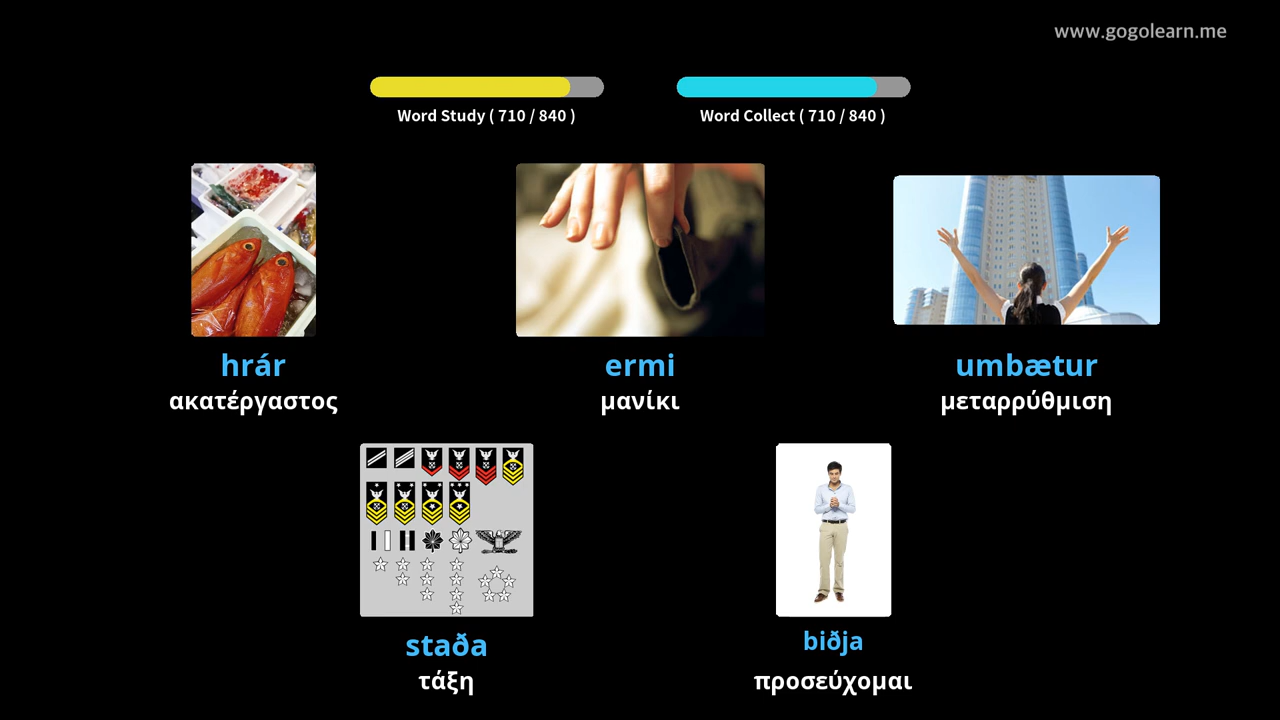 www.gogolearn.me
Word Study ( 710 / 840 )
Word Collect ( 710 / 840 )
hrár
ακατέργαστος
ermi
μανίκι
umbætur
μεταρρύθμιση
staða
τάξη
biðja
προσεύχομαι